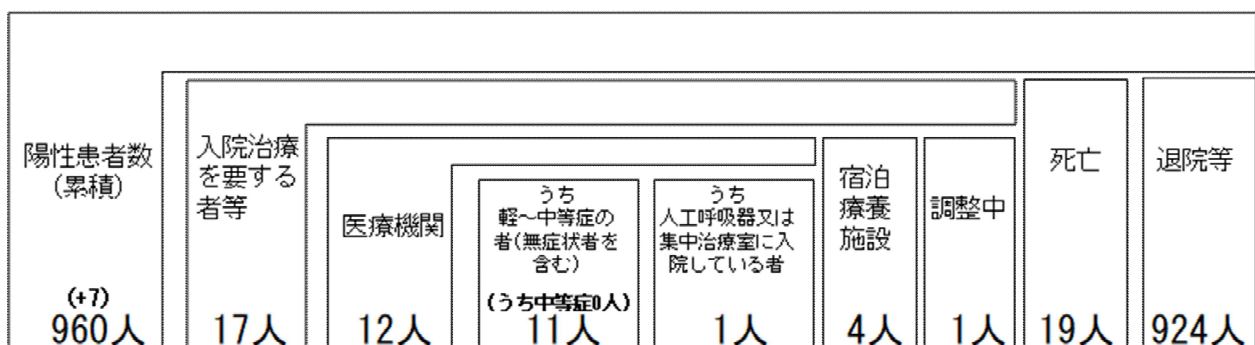 陽性患者数
(累積)
(+7)
960人
入院治療
を要する
者等
17人
医療機関
12人
うち
軽～中等症の
者(無症状者を
含む)
(うち中等症0人)
11人
うち
人工呼吸器又は
集中治療室に入
院している者
1人
宿泊
療養
施設
4人
調整中
1人
死亡
19人
退院等
924人